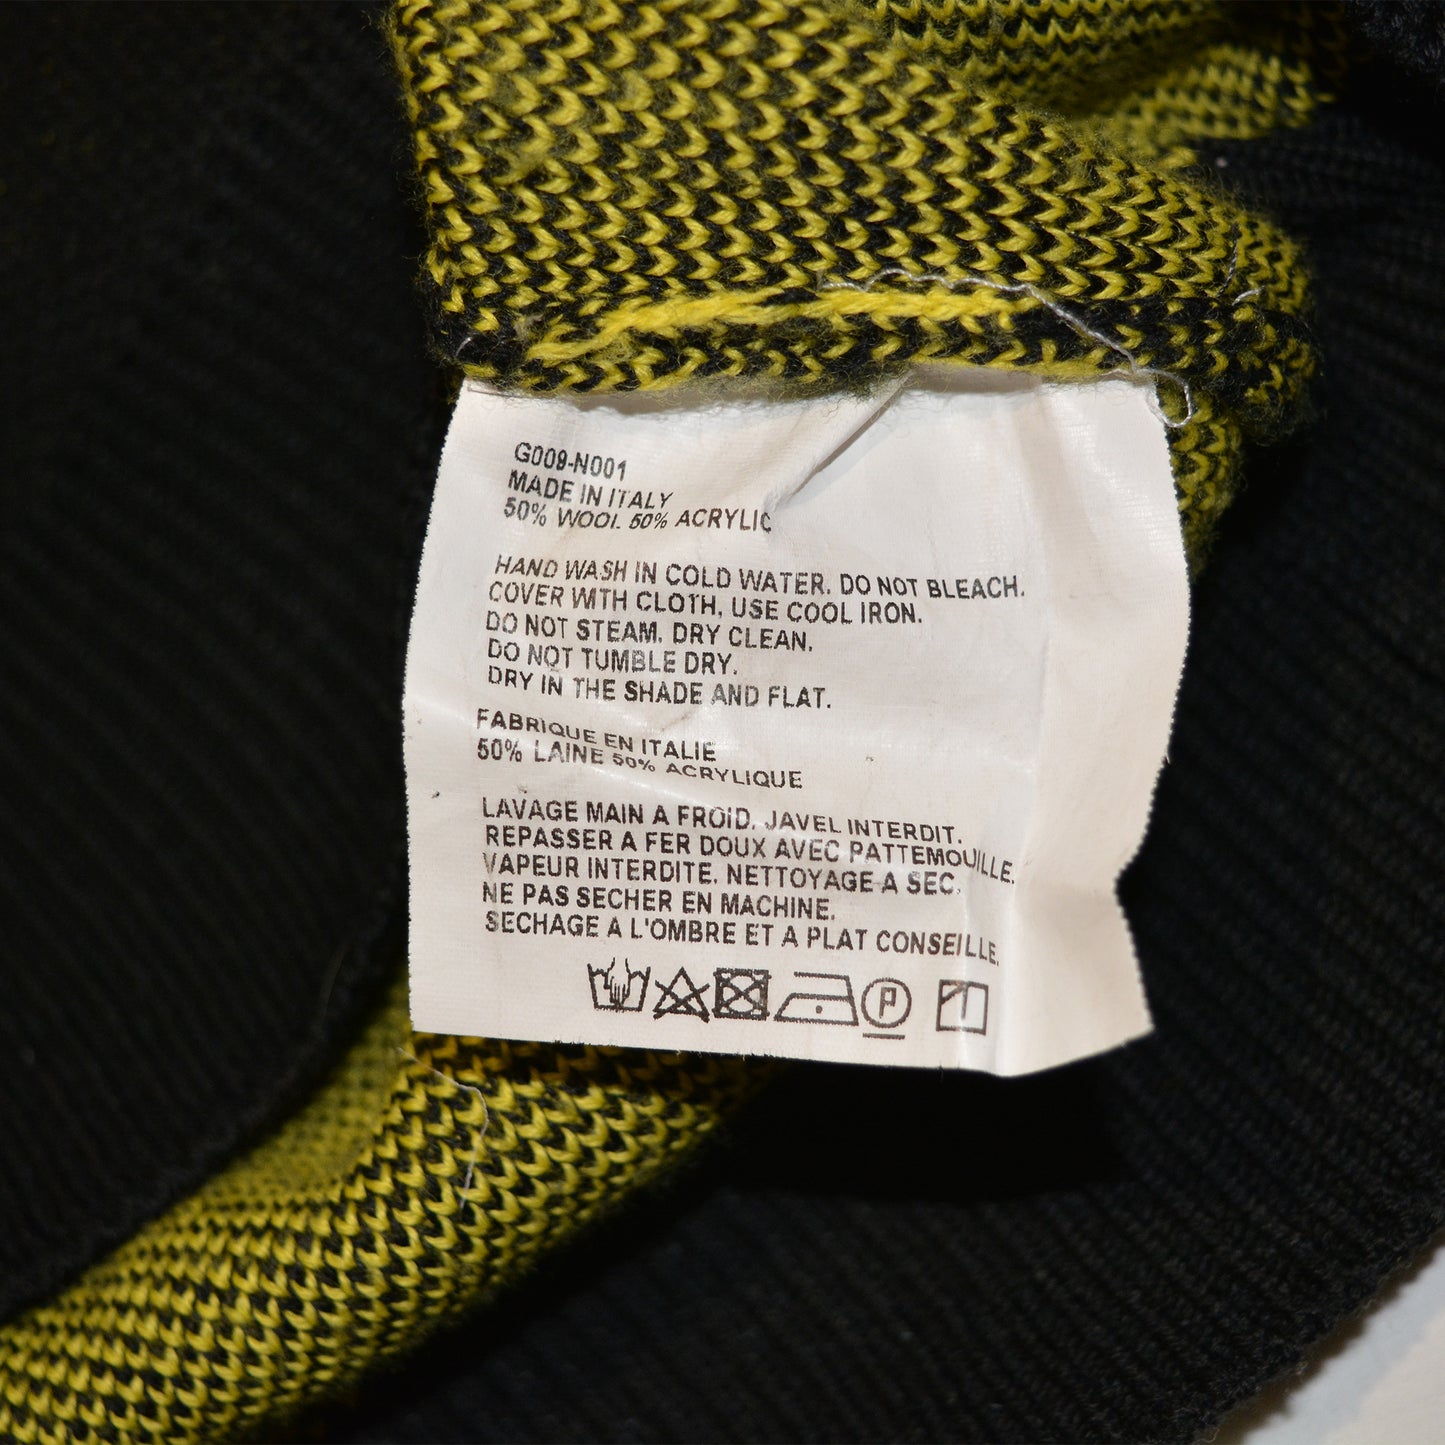 G009-N001
MADE IN ITALY
50% WOOL 50% ACRYLIC
HAND WASH IN COLD WATER. DO NOT BLEACH.
COVER WITH CLOTH, USE COOL IRON.
DO NOT STEAM. DRY CLEAN.
DO NOT TUMBLE DRY.
DRY IN THE SHADE AND FLAT.
FABRIQUE EN ITALIE
50% LAINE 50% ACRYLIQUE
LAVAGE MAIN A FROID. JAVEL INTERDIT.
REPASSER A FER DOUX AVEC PATTEMOUILLE.
VAPEUR INTERDITE. NETTOYAGE A SEC.
NE PAS SECHER EN MACHINE.
SECHAGE A L'OMBRE ET A PLAT CONSEILLE.
P